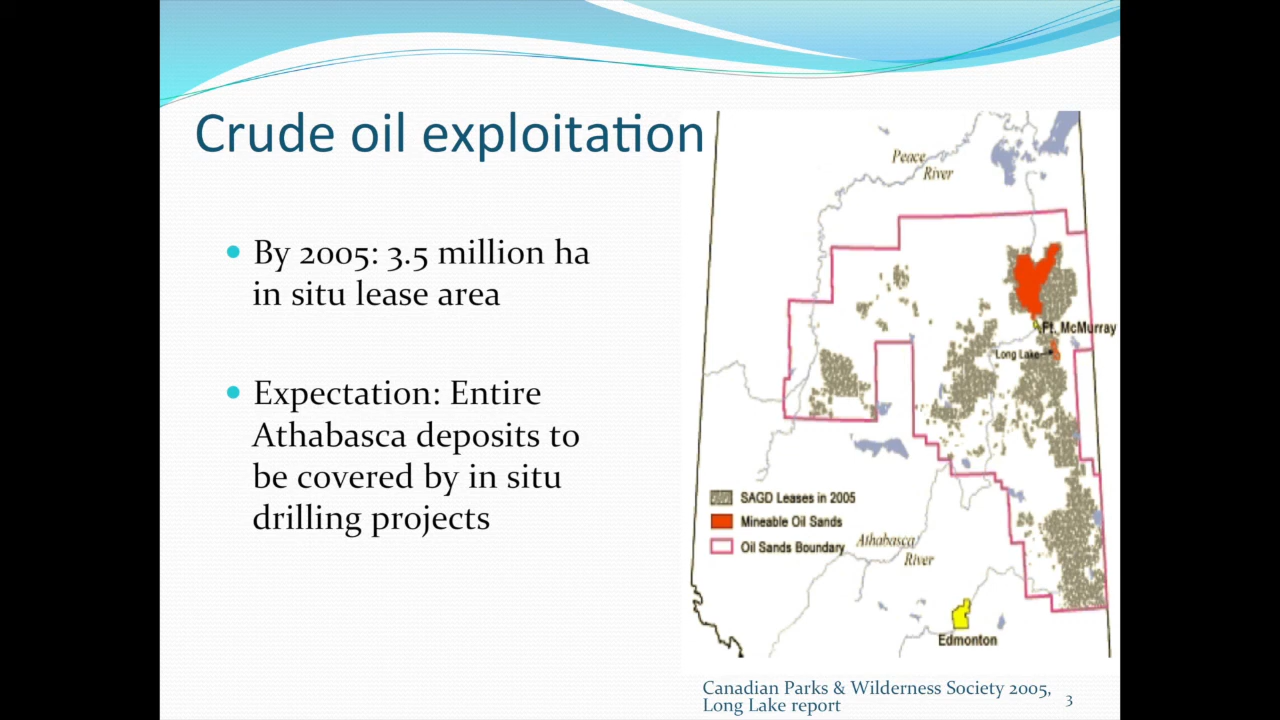 Crude oil exploitation
By 2005: 3.5 million ha
in situ lease area
Expectation: Entire
Athabasca deposits to
be covered by in situ
drilling projects
Peace
River
Ft. McMurray
Long Lake
SAGD Leases in 2005
Mineable Oil Sands
Oil Sands Boundary
Athabasca
River
Edmonton
Canadian Parks & Wilderness Society 2005,
Long Lake report
3